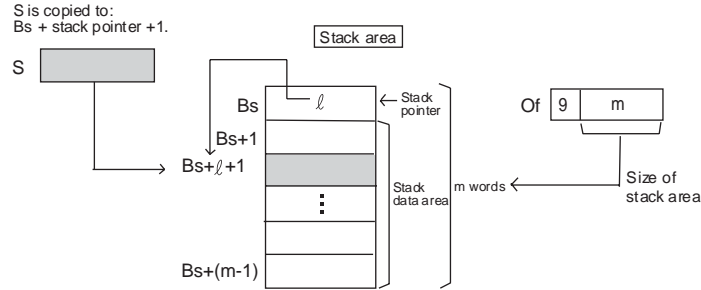 S is copied to:
Bs + stack pointer +1.
Stack area
S
Bs
ℓ
Stack
pointer
Of
9
m
Bs+1
Bs+ℓ+1
Stack
data area
m words
Size of
stack area
Bs+(m-1)